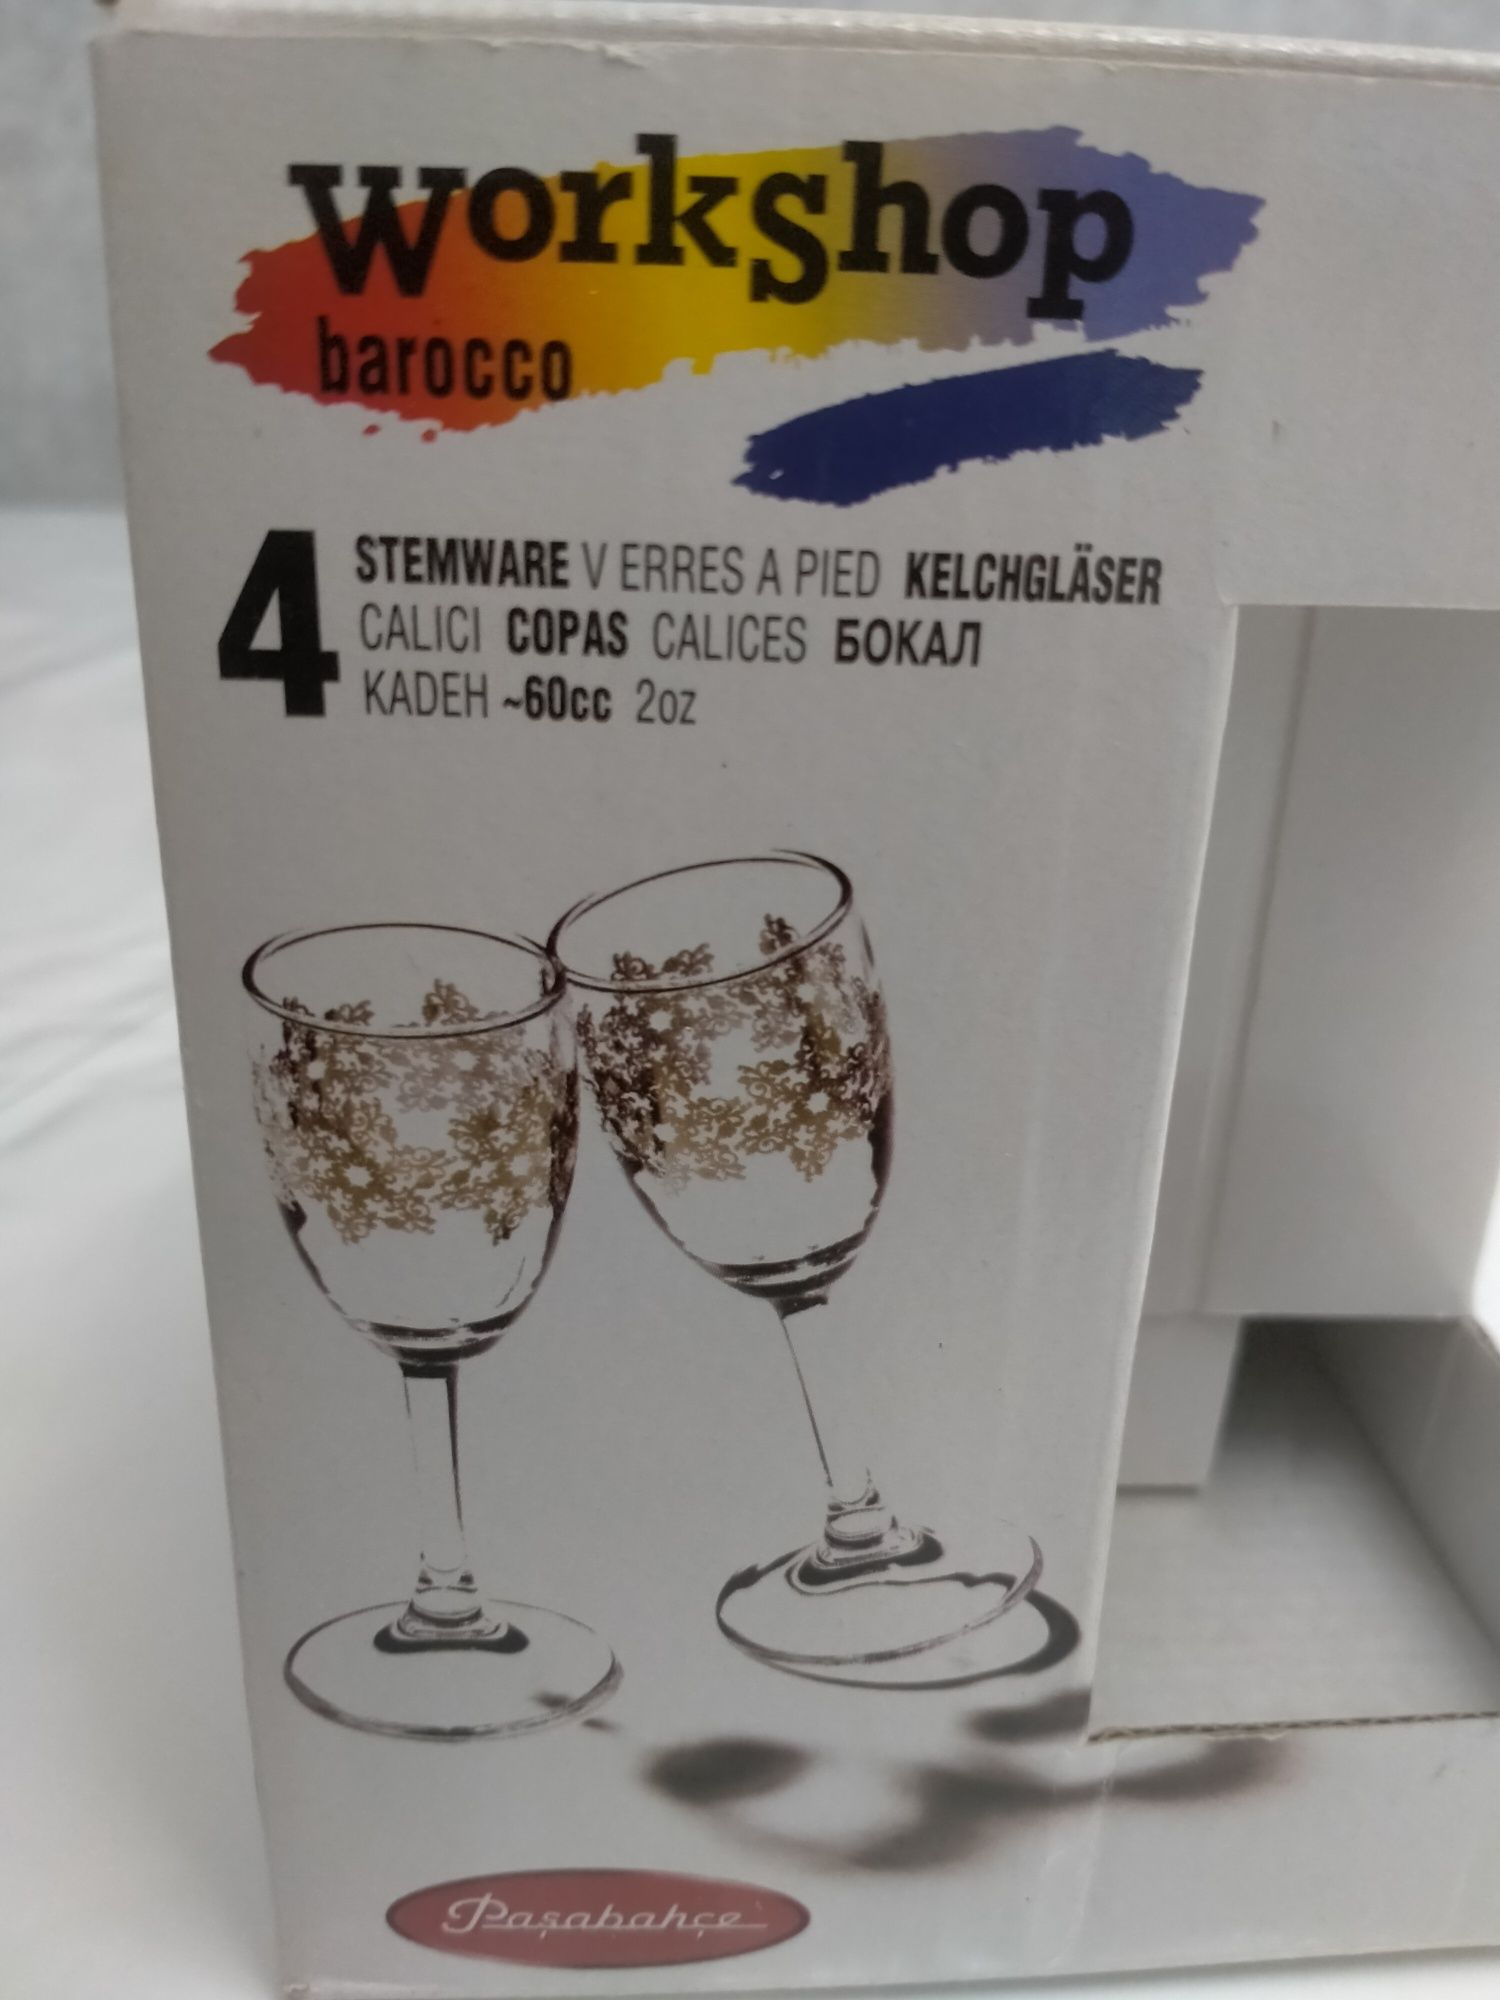 workshop
barocco
4 STEMWARE V ERRES A PIED KELCHGLÄSER
CALICI COPAS CALICES БОКАЛ
KADEH ~60cc 2oz
Paşabahçe